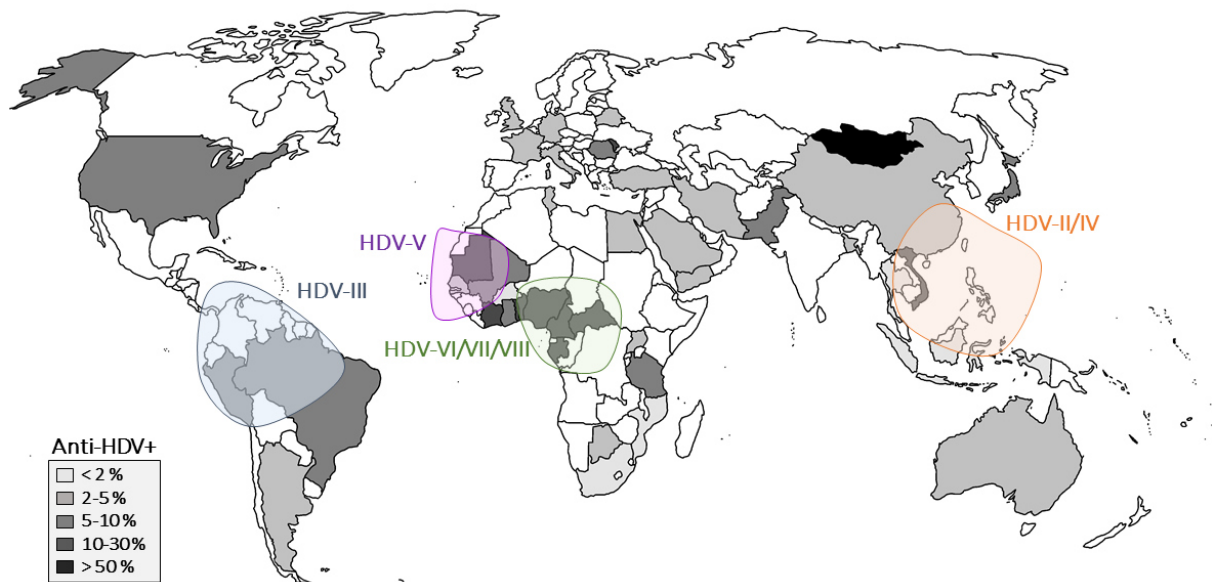 HDV-II/IV
HDV-V
HDV-III
HDV-VI/VII/VIII
Anti-HDV+
< 2 %
2-5%
5-10%
10-30%
> 50 %